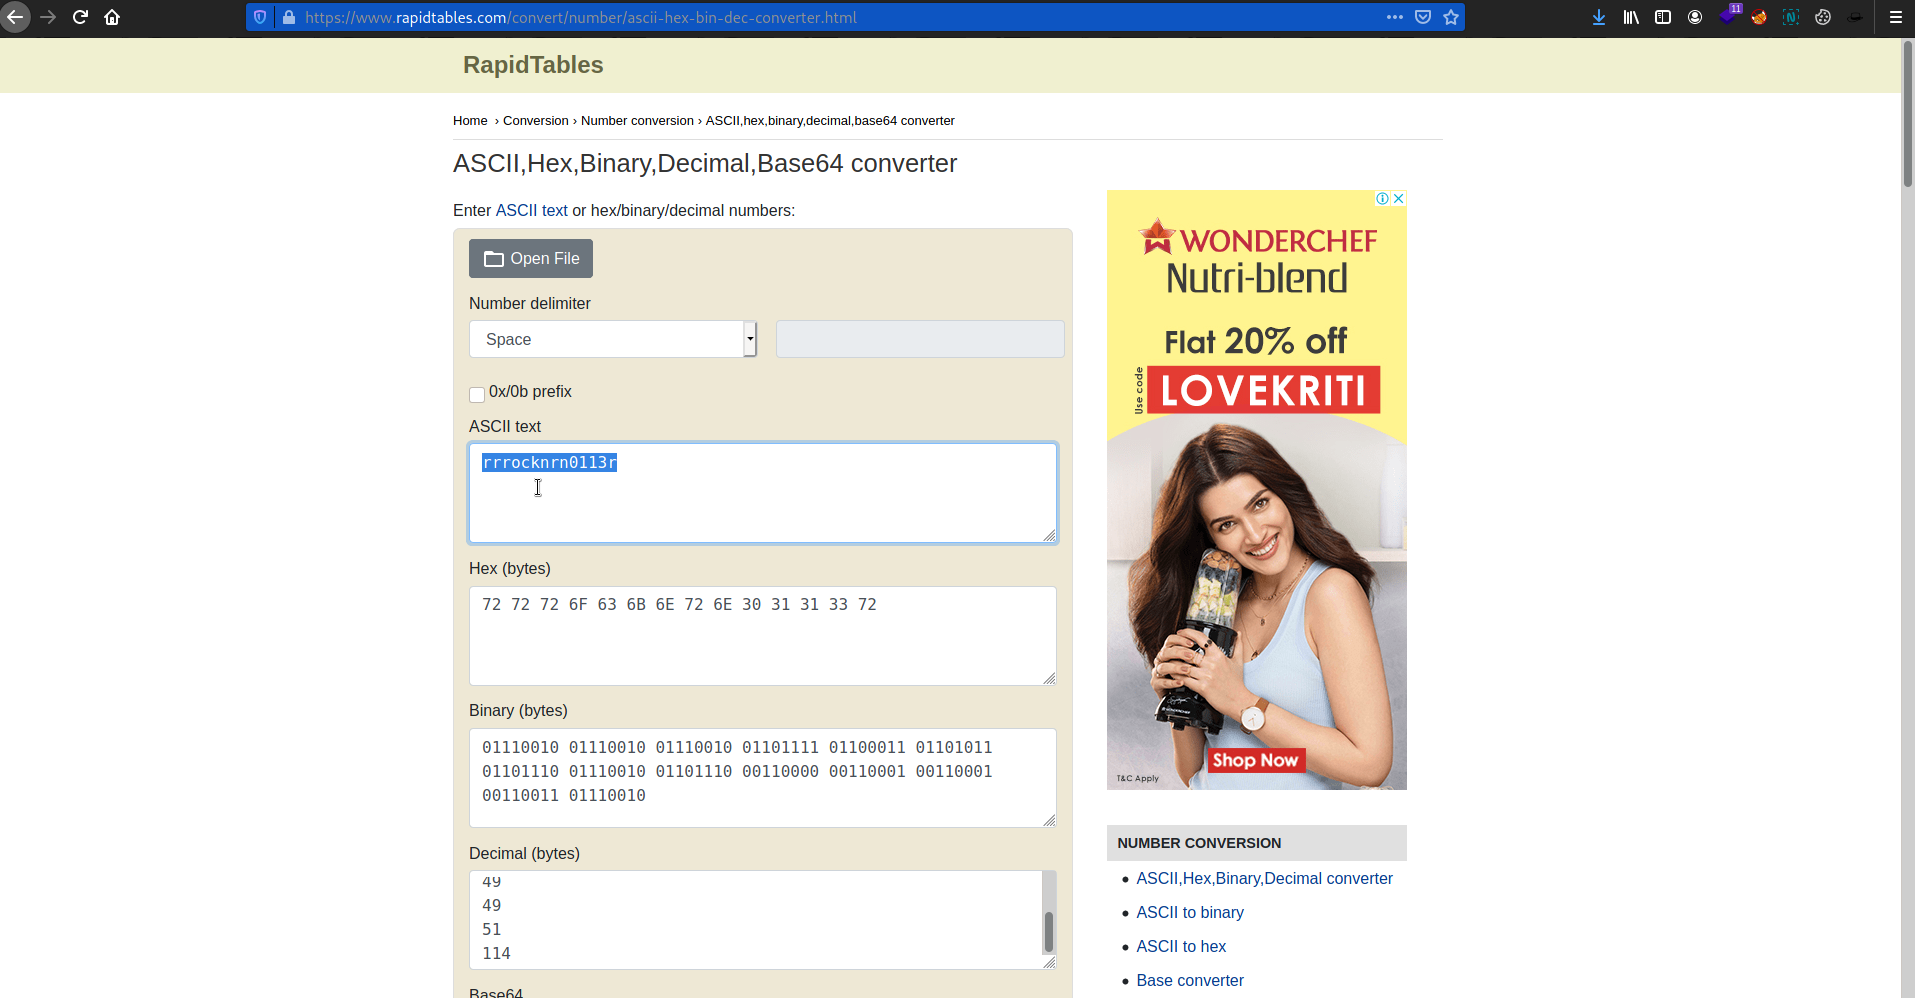 https://www.rapidtables.com/convert/number/ascii-hex-bin-dec-converter.html
11
RapidTables
Home › Conversion › Number conversion › ASCII,hex,binary,decimal,base64 converter
ASCII,Hex,Binary,Decimal,Base64 converter
Enter ASCII text or hex/binary/decimal numbers:
Open File
Number delimiter
Space
0x/0b prefix
ASCII text
rrrocknrn0113r
Hex (bytes)
72 72 72 6F 63 6B 6E 72 6E 30 31 31 33 72
Binary (bytes)
01110010 01110010 01110010 01101111 01100011 01101011
01101110 01110010 01101110 00110000 00110001 00110001
00110011 01110010
Decimal (bytes)
49
49
51
114
Base64
WONDERCHEF
Nutri-blend
Flat 20% off
Use code
LOVEKRITI
Shop Now
T&C Apply
NUMBER CONVERSION
ASCII,Hex,Binary,Decimal converter
ASCII to binary
ASCII to hex
Base converter